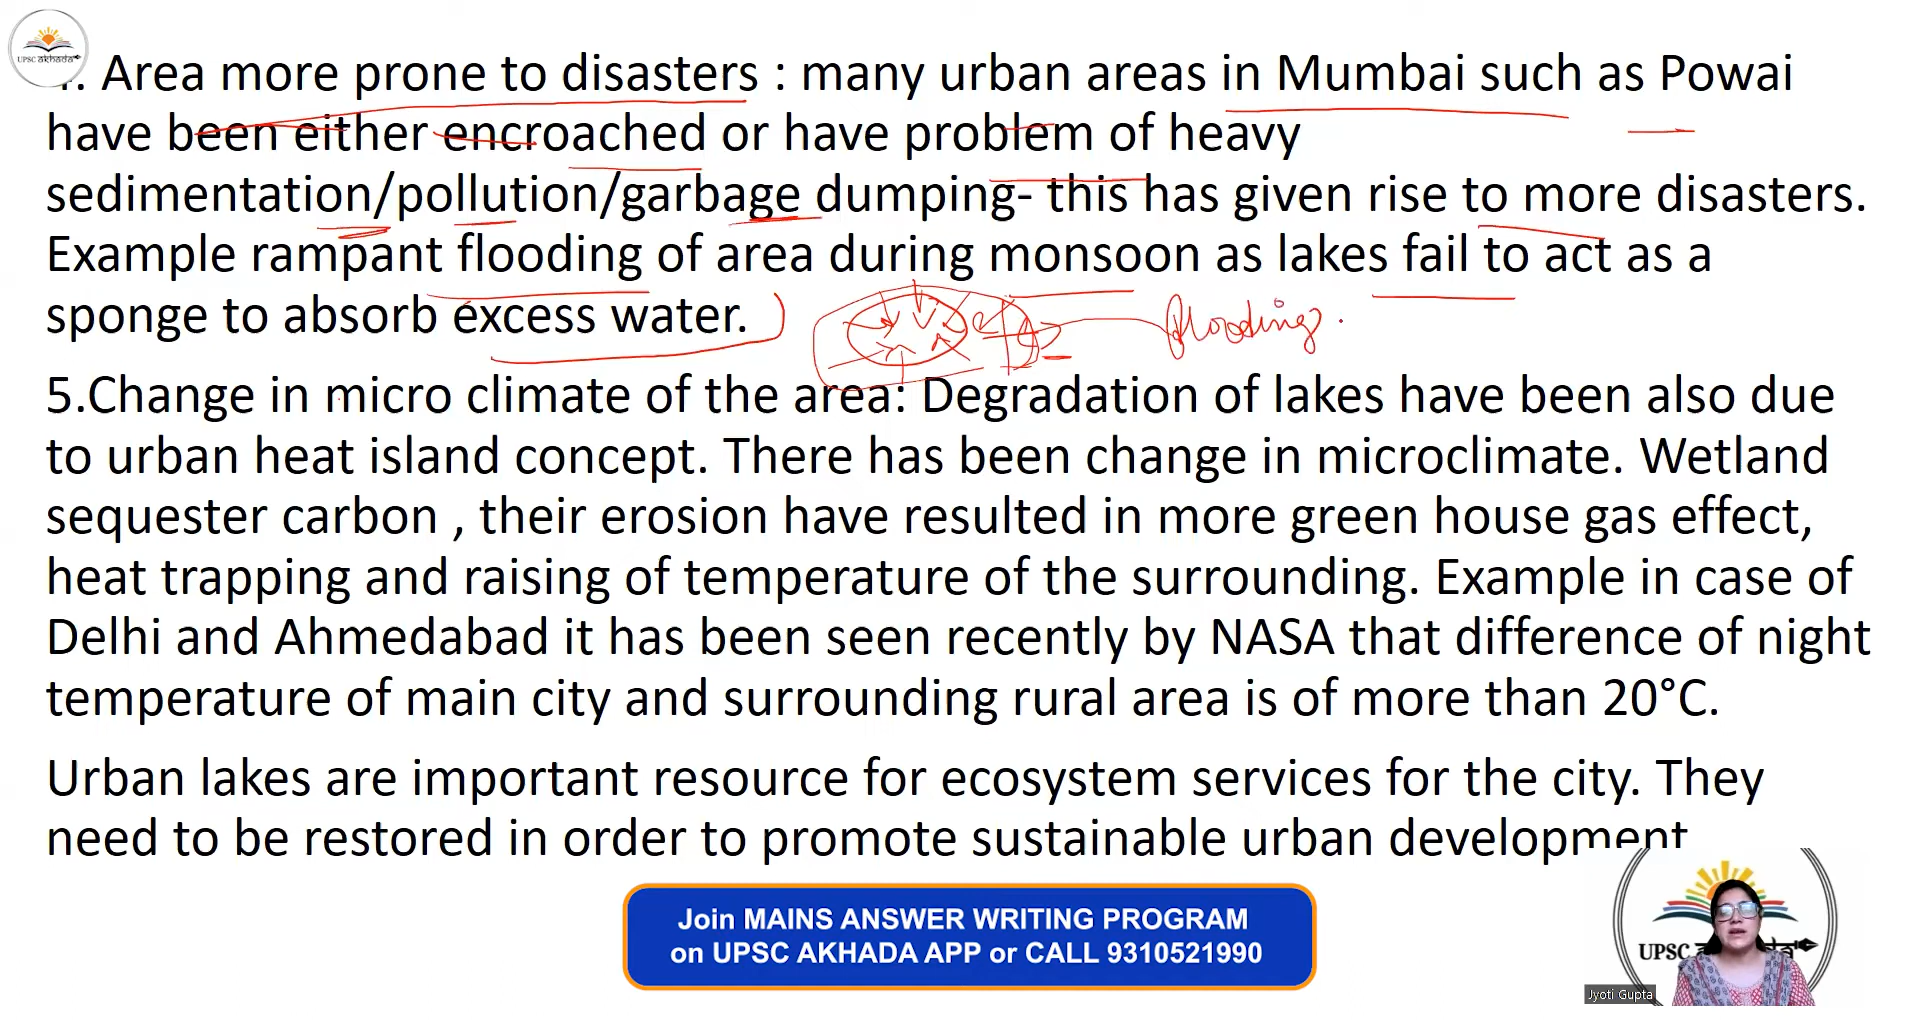 UPSC akhada
. Area more prone to disasters : many urban areas in Mumbai such as Powai
have been either encroached or have problem of heavy
sedimentation/pollution/garbage dumping- this has given rise to more disasters.
Example rampant flooding of area during monsoon as lakes fail to act as a
sponge to absorb excess water.
flooding.
5.Change in micro climate of the area: Degradation of lakes have been also due
to urban heat island concept. There has been change in microclimate. Wetland
sequester carbon , their erosion have resulted in more green house gas effect,
heat trapping and raising of temperature of the surrounding. Example in case of
Delhi and Ahmedabad it has been seen recently by NASA that difference of night
temperature of main city and surrounding rural area is of more than 20°C.
Urban lakes are important resource for ecosystem services for the city. They
need to be restored in order to promote sustainable urban development
Join MAINS ANSWER WRITING PROGRAM
on UPSC AKHADA APP or CALL 9310521990
UPSC
Jyoti Gupta